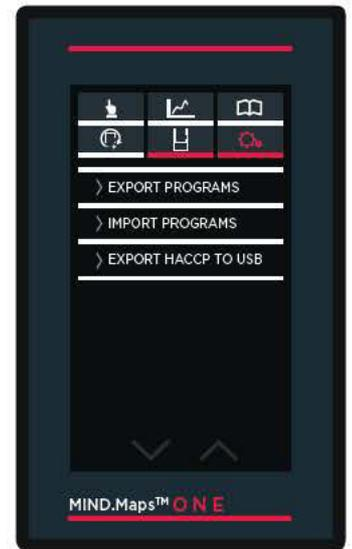 〉EXPORT PROGRAMS
〉IMPORT PROGRAMS
〉EXPORT HACCP TO USB
MIND.Maps™ ONE